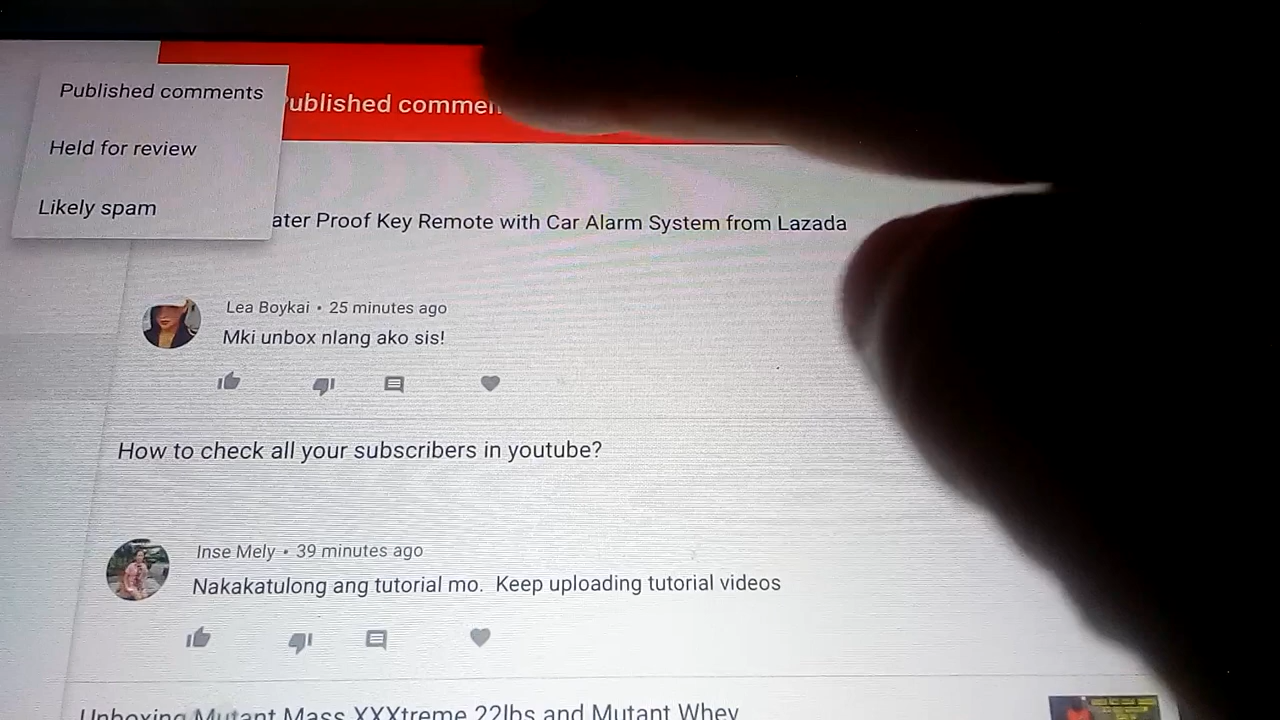 Published comments
Held for review
Likely spam
ublished commen
ater Proof Key Remote with Car Alarm System from Lazada
Lea Boykai • 25 minutes ago
Mki unbox nlang ako sis!
How to check all your subscribers in youtube?
Inse Mely • 39 minutes ago
Nakakatulong ang tutorial mo. Keep uploading tutorial videos
Unboxing Mutant Mass XXXtreme 22lbs and Mutant Whey